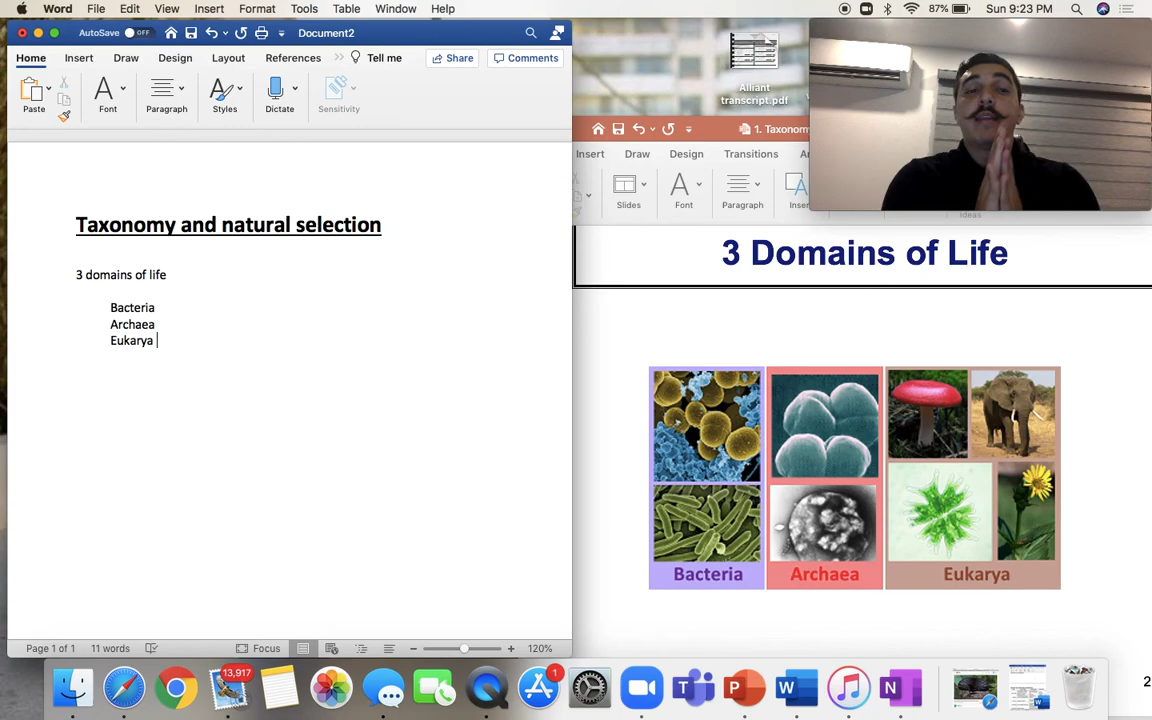 Word File Edit View Insert Format Tools Table Window Help 87% Sun 9:23 PM
AutoSave OFF Document2
Home Insert Draw Design Layout References Tell me Share Comments
Paste Font Paragraph Styles Dictate Sensitivity
Taxonomy and natural selection
3 domains of life
Bacteria
Archaea
Eukarya
Page 1 of 1 11 words Focus 120%
Alliant
transcript.pdf
1. Taxonom
Insert Draw Design Transitions
Slides Font Paragraph Inser
Ideas
3 Domains of Life
Bacteria Archaea Eukarya
2
13,917
1